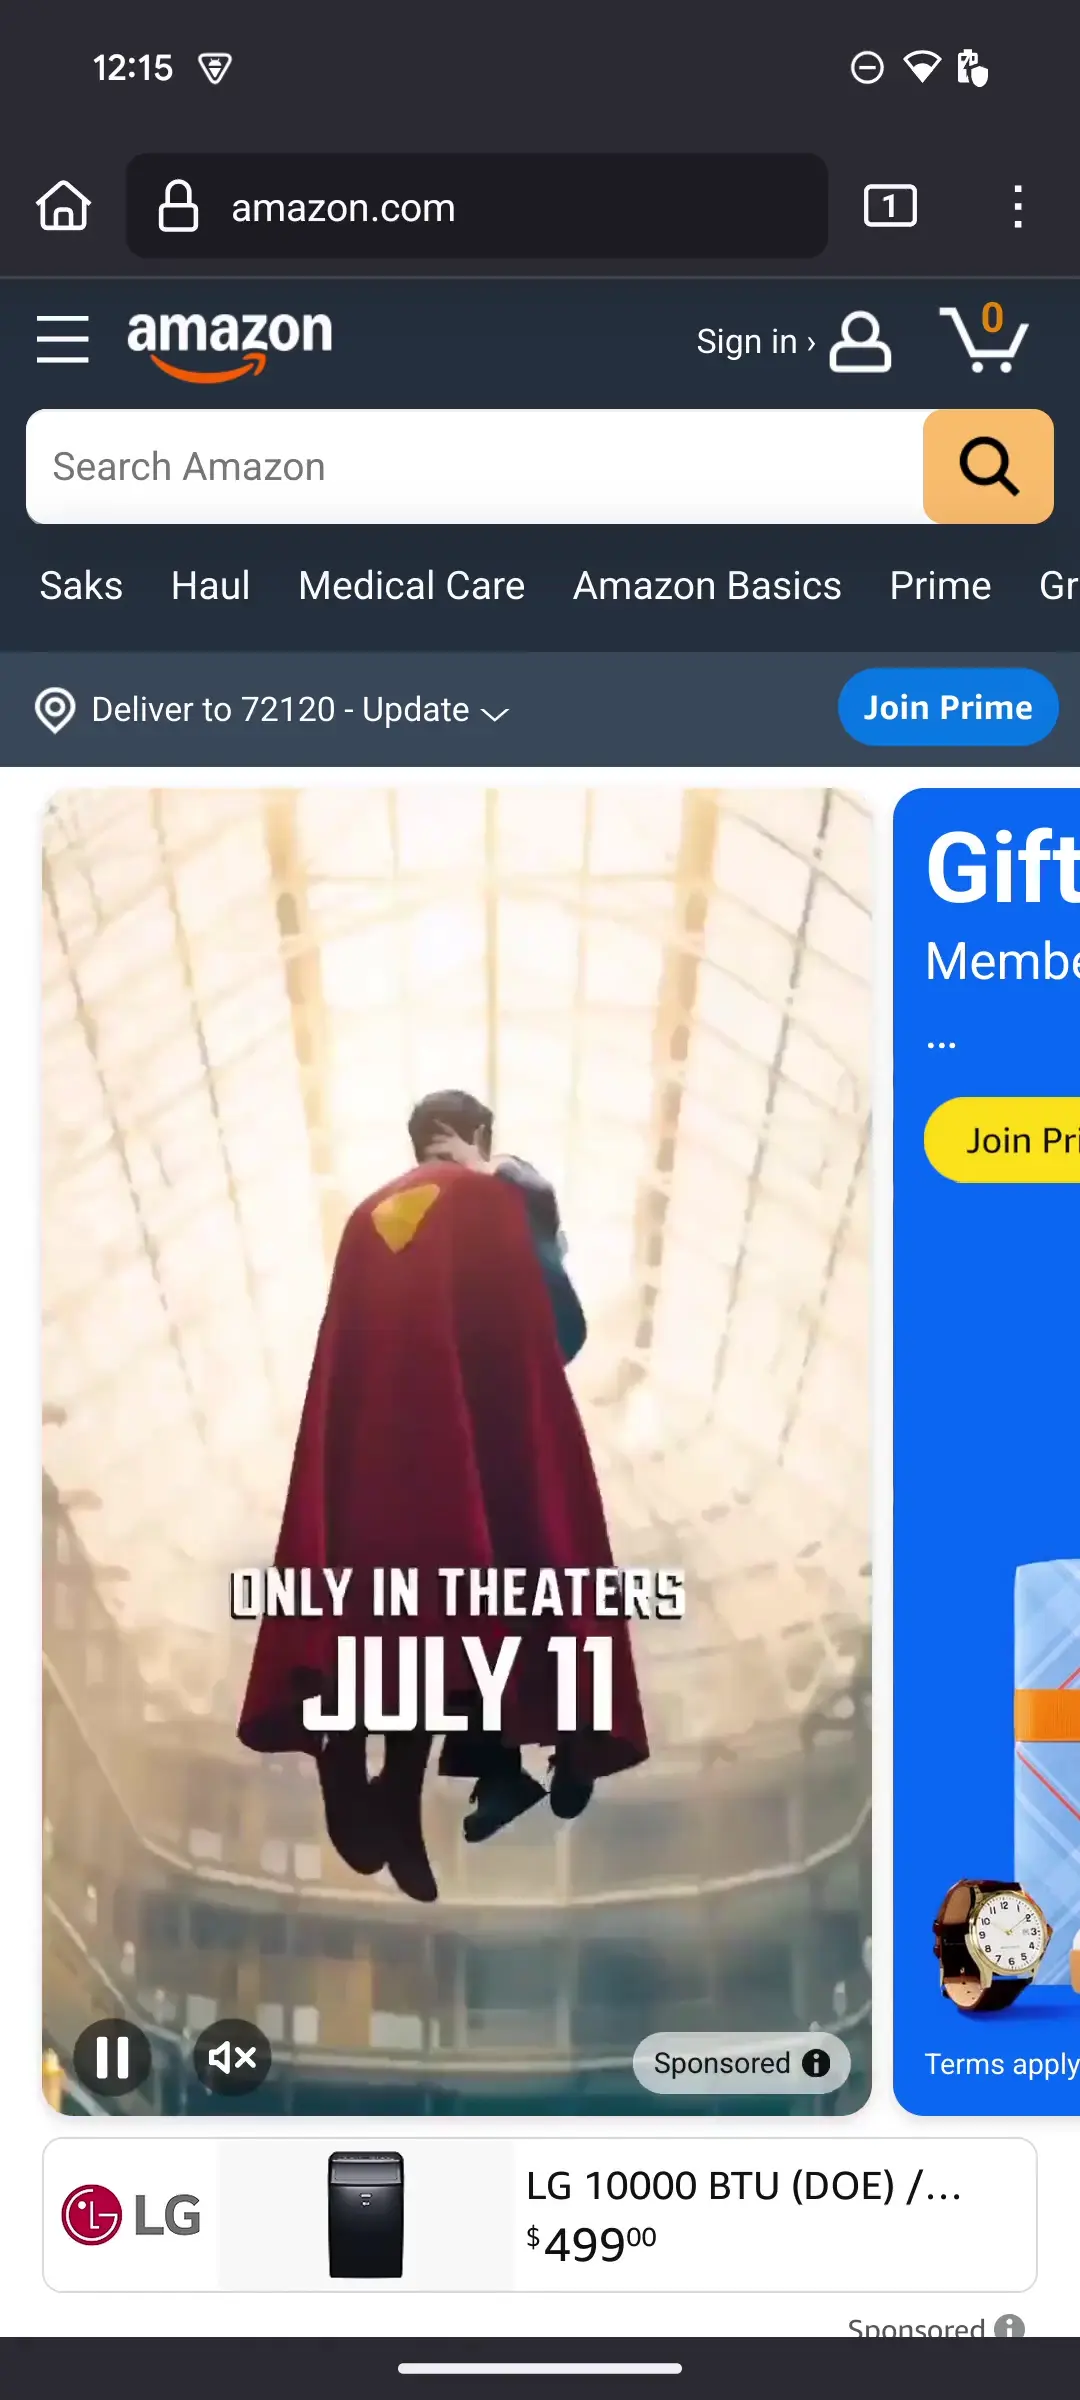 12:15
amazon.com
1
amazon
Sign in ›
0
Search Amazon
Saks Haul Medical Care Amazon Basics Prime Gr
Deliver to 72120 - Update
Join Prime
ONLY IN THEATERS
JULY 11
Sponsored
Gift
Membe
...
Join Pri
Terms apply
LG
LG 10000 BTU (DOE) /...
$49900
Sponsored